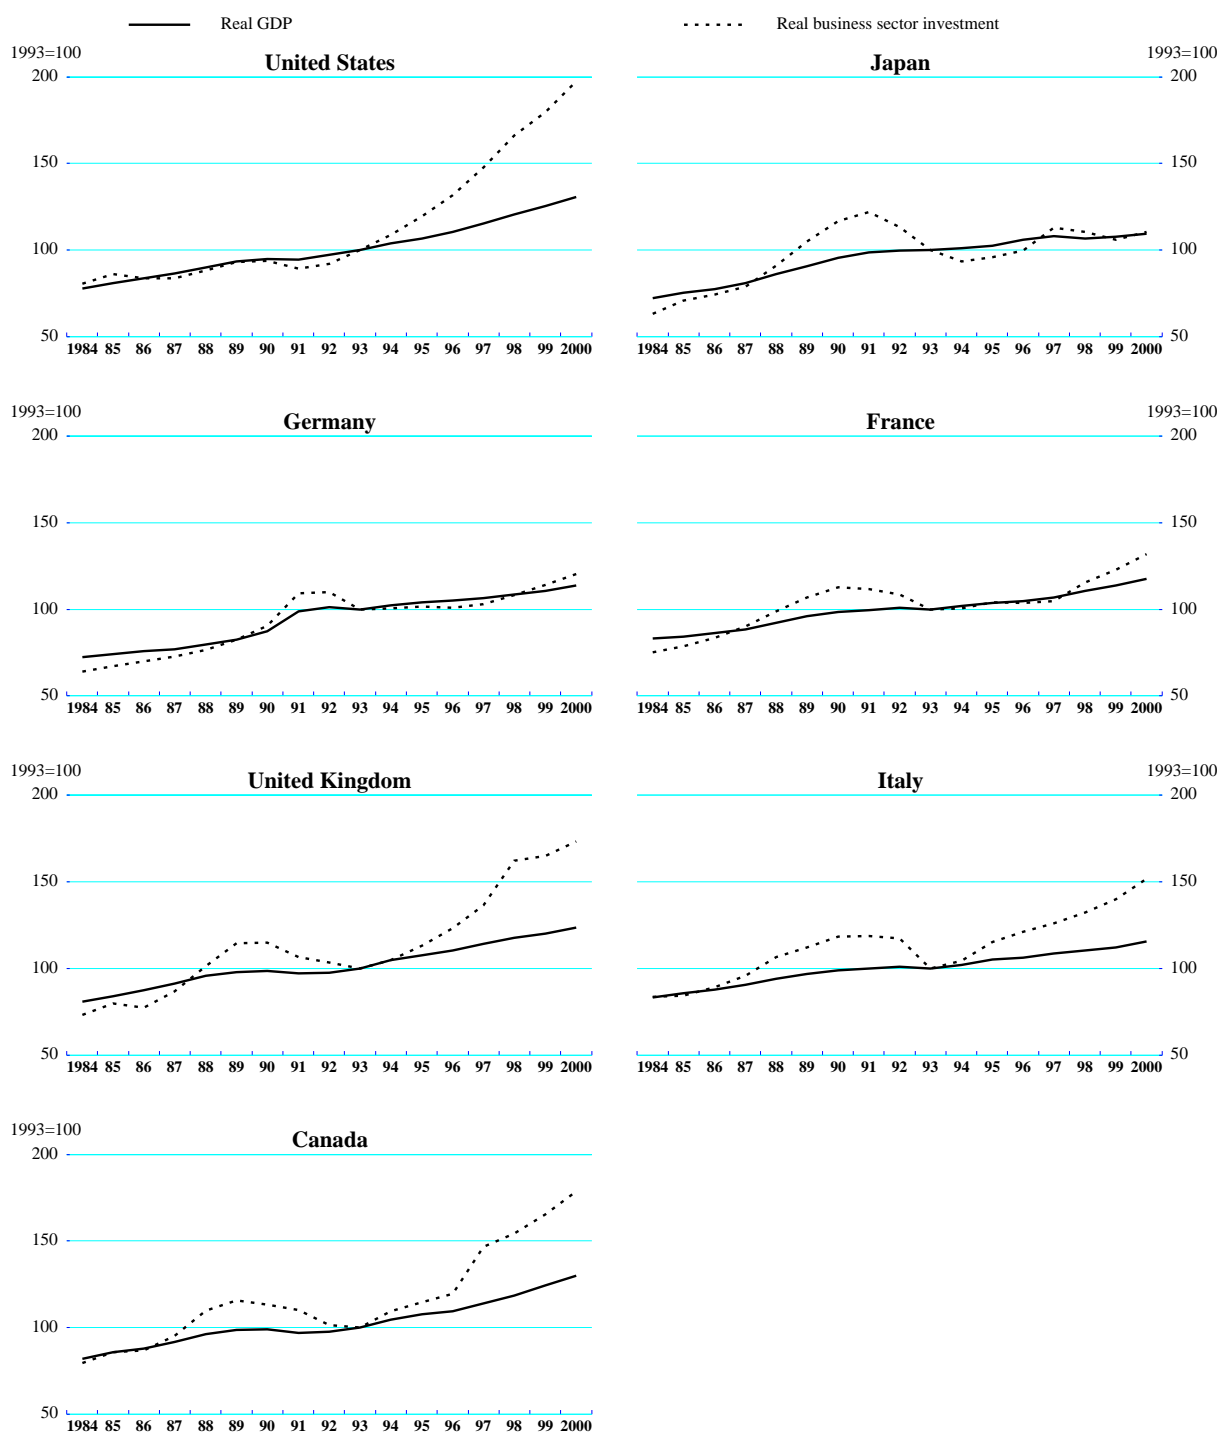 Real GDP Real business sector investment
1993=100 United States
200
150
100
50
1984 85 86 87 88 89 90 91 92 93 94 95 96 97 98 99 2000
Japan 1993=100
200
150
100
50
1984 85 86 87 88 89 90 91 92 93 94 95 96 97 98 99 2000
1993=100 Germany
200
150
100
50
1984 85 86 87 88 89 90 91 92 93 94 95 96 97 98 99 2000
France 1993=100
200
150
100
50
1984 85 86 87 88 89 90 91 92 93 94 95 96 97 98 99 2000
1993=100 United Kingdom
200
150
100
50
1984 85 86 87 88 89 90 91 92 93 94 95 96 97 98 99 2000
Italy 1993=100
200
150
100
50
1984 85 86 87 88 89 90 91 92 93 94 95 96 97 98 99 2000
1993=100 Canada
200
150
100
50
1984 85 86 87 88 89 90 91 92 93 94 95 96 97 98 99 2000